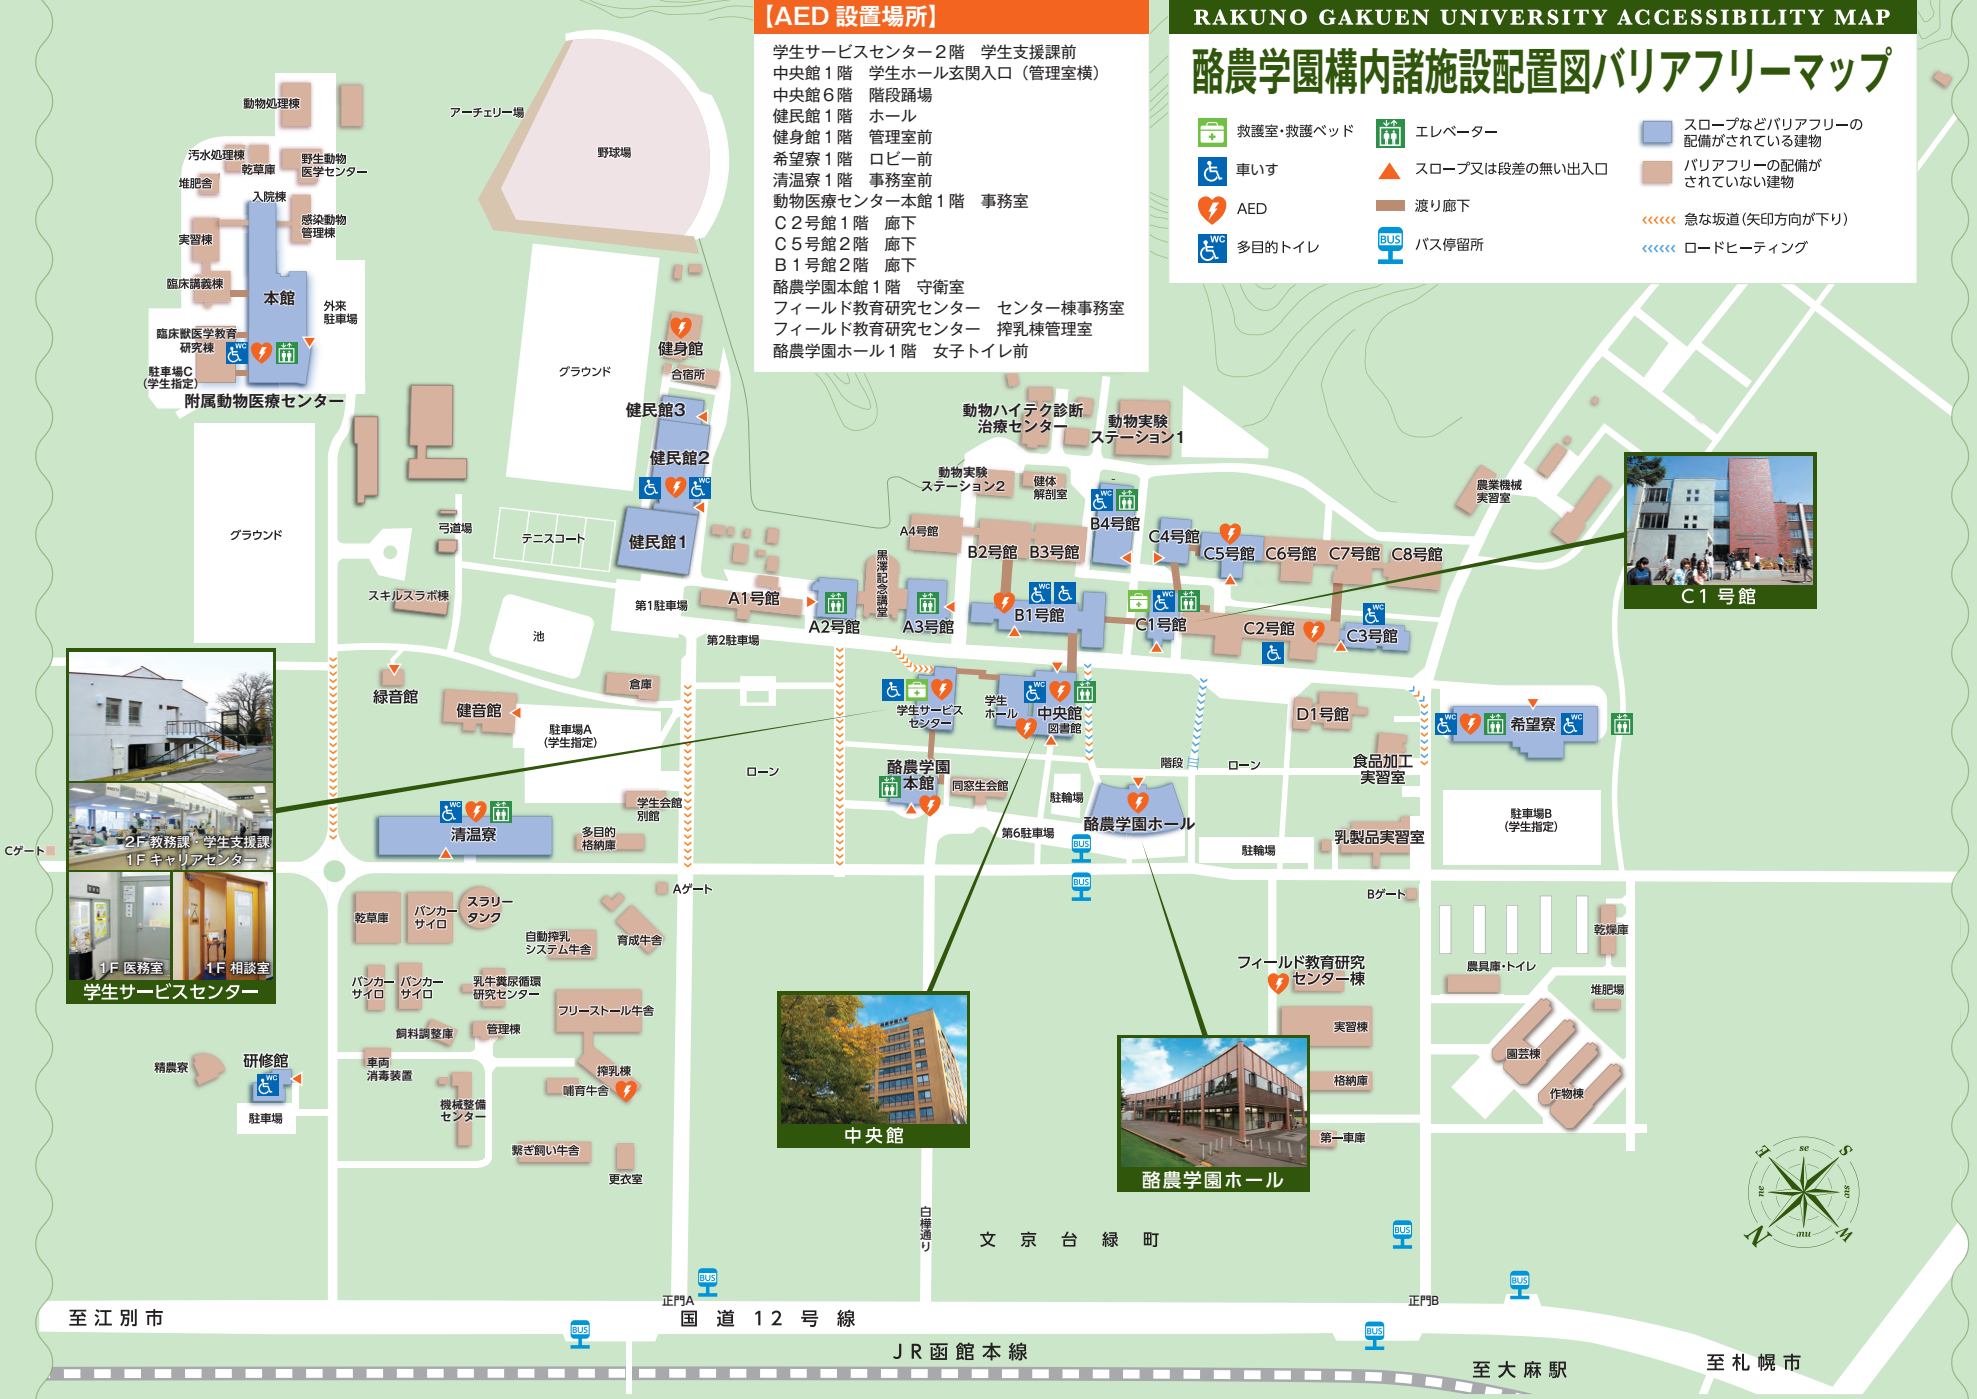 【AED 設置場所】
学生サービスセンター２階　学生支援課前
中央館１階　学生ホール玄関入口（管理室横）
中央館６階　階段踊場
健民館１階　ホール
健身館１階　管理室前
希望寮１階　ロビー前
清温寮１階　事務室前
動物医療センター本館１階　事務室
Ｃ２号館１階　廊下
Ｃ５号館２階　廊下
Ｂ１号館２階　廊下
酪農学園本館１階　守衛室
フィールド教育研究センター　センター棟事務室
フィールド教育研究センター　搾乳棟管理室
酪農学園ホール１階　女子トイレ前
RAKUNO GAKUEN UNIVERSITY ACCESSIBILITY MAP
酪農学園構内諸施設配置図バリアフリーマップ
救護室・救護ベッド
車いす
AED
WC
多目的トイレ
エレベーター
スロープ又は段差の無い出入口
渡り廊下
BUS
バス停留所
スロープなどバリアフリーの
配備がされている建物
バリアフリーの配備が
されていない建物
急な坂道（矢印方向が下り）
ロードヒーティング
動物処理棟
汚水処理棟
乾草庫
野生動物
医学センター
堆肥舎
入院棟
感染動物
管理棟
実習棟
臨床講義棟
本館
外来
駐車場
臨床獣医学教育
研究棟
WC
駐車場C
（学生指定）
附属動物医療センター
アーチェリー場
野球場
グラウンド
健身館
合宿所
健民館3
健民館2
WC
健民館1
グラウンド
弓道場
テニスコート
スキルスラボ棟
第1駐車場
池
第2駐車場
動物ハイテク診断
治療センター
動物実験
ステーション1
動物実験
ステーション2
健体
解剖室
WC
B4号館
A4号館
黒澤記念講堂
B2号館
B3号館
C4号館
C5号館
C6号館
C7号館
C8号館
農業機械
実習室
C1 号館
A1号館
A2号館
A3号館
WC
B1号館
WC
C1号館
C2号館
WC
C3号館
緑音館
健音館
倉庫
駐車場A
（学生指定）
学生サービス
センター
学生
ホール
WC
中央館
図書館
D1号館
食品加工
実習室
WC
希望寮
WC
ローン
酪農学園
本館
同窓生会館
駐輪場
階段
ローン
酪農学園ホール
第6駐車場
BUS
BUS
駐輪場
乳製品実習室
駐車場B
（学生指定）
WC
清温寮
学生会館
別館
多目的
格納庫
Cゲート
Aゲート
Bゲート
2F 教務課・学生支援課
1F キャリアセンター
1F 医務室
1F 相談室
学生サービスセンター
乾草庫
バンカー
サイロ
スラリー
タンク
自動搾乳
システム牛舎
育成牛舎
バンカー
サイロ
バンカー
サイロ
乳牛糞尿循環
研究センター
フリーストール牛舎
飼料調整庫
管理棟
車両
消毒装置
搾乳棟
哺育牛舎
機械整備
センター
繋ぎ飼い牛舎
更衣室
精農寮
研修館
WC
駐車場
中央館
酪農学園ホール
フィールド教育研究
センター棟
実習棟
格納庫
第一車庫
乾燥庫
農具庫・トイレ
堆肥場
園芸棟
作物棟
白樺通り
文京台緑町
BUS
BUS
BUS
BUS
BUS
正門A
正門B
至江別市
国道12号線
JR函館本線
至大麻駅
至札幌市
N
ne
E
se
S
sw
W
nw